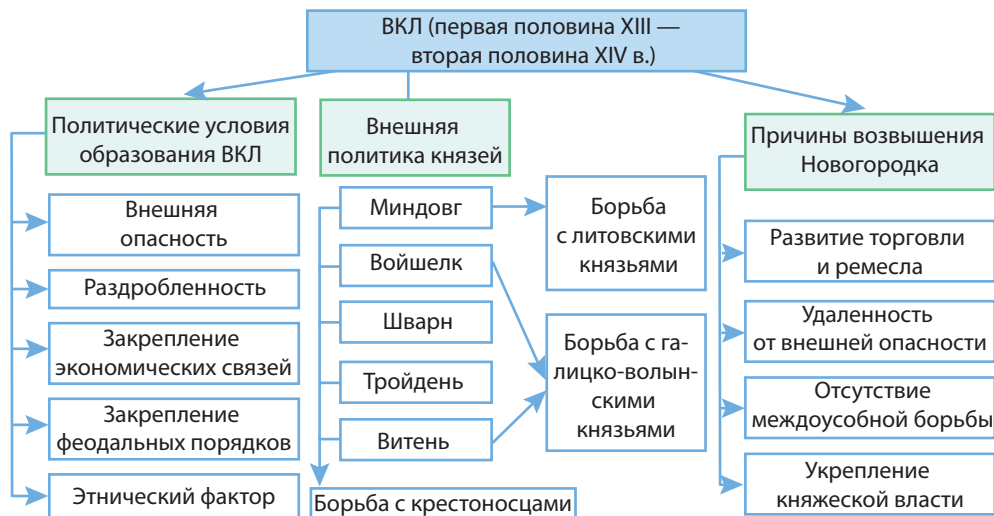 ВКЛ (первая половина XIII —
вторая половина XIV в.)
Политические условия
образования ВКЛ
Внешняя
опасность
Раздробленность
Закрепление
экономических связей
Закрепление
феодальных порядков
Этнический фактор
Внешняя
политика князей
Миндовг
Войшелк
Шварн
Тройдень
Витень
Борьба с крестоносцами
Борьба
с литовскими
князьями
Борьба с га-
лицко-волын-
скими
князьями
Причины возвышения
Новогородка
Развитие торговли
и ремесла
Удаленность
от внешней опасности
Отсутствие
междоусобной борьбы
Укрепление
княжеской власти